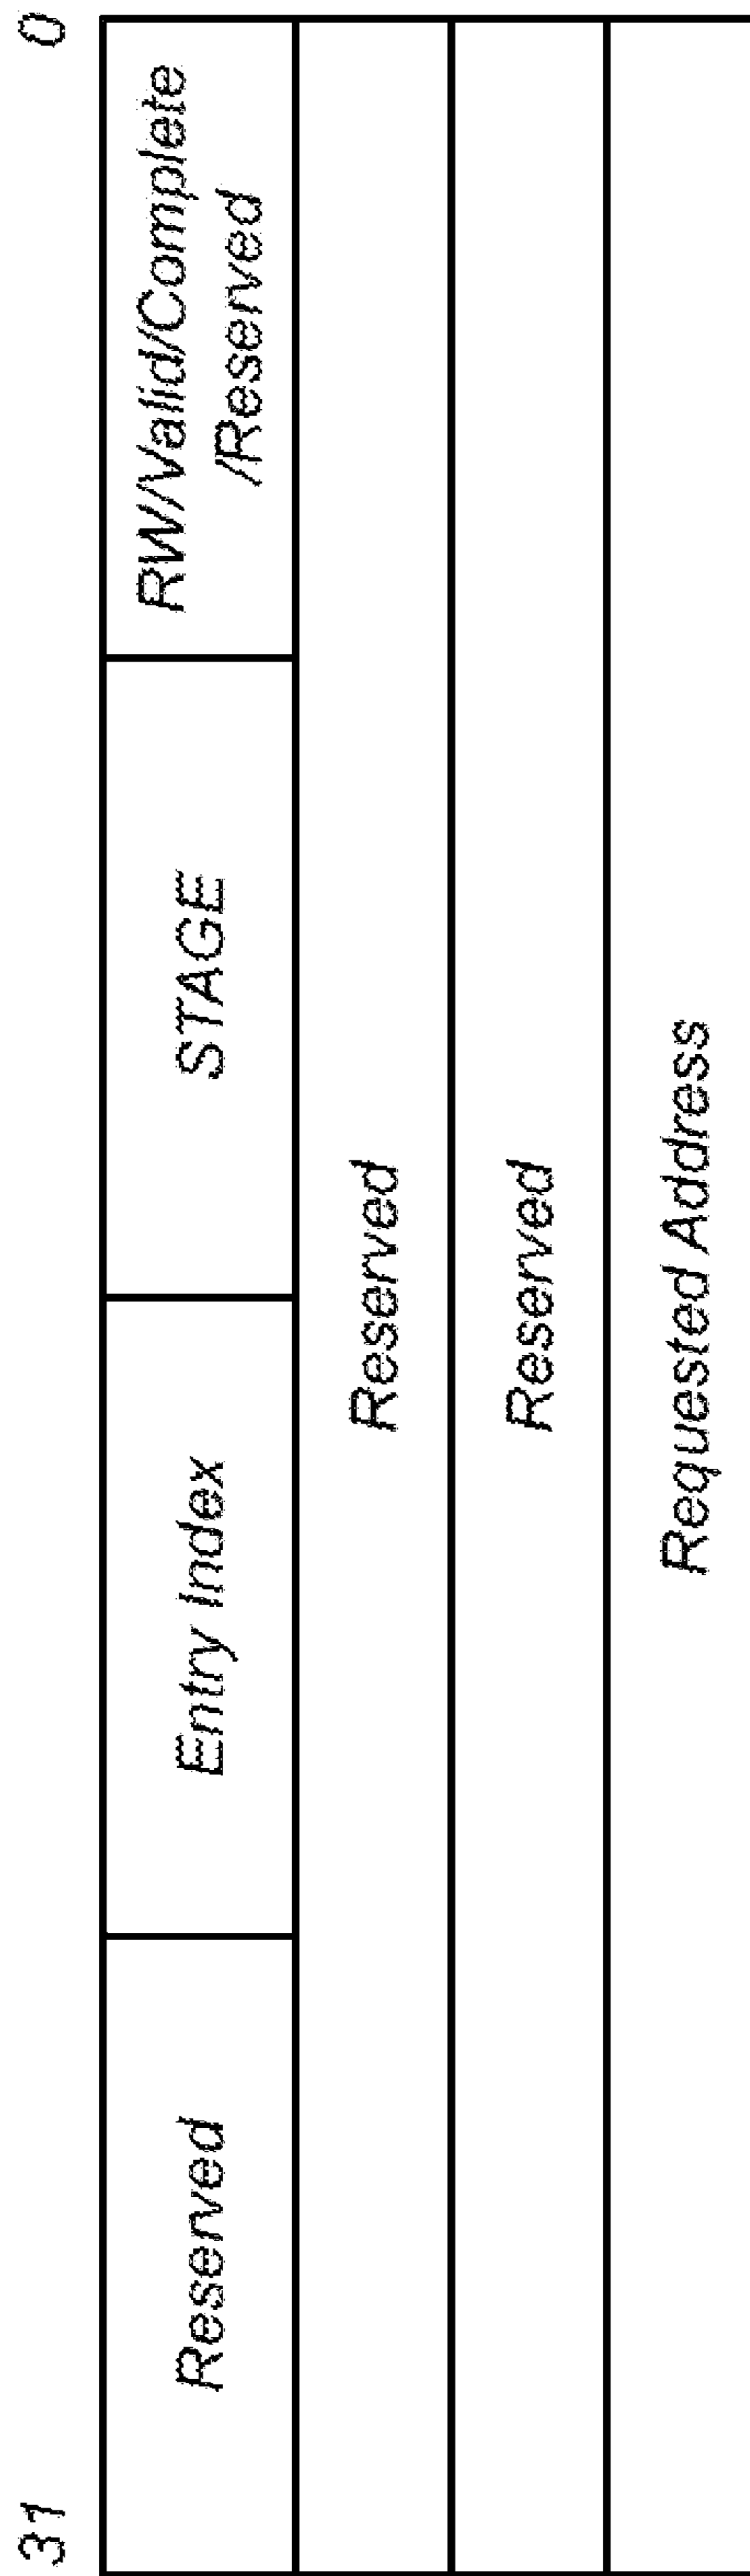 31 0
Reserved Entry Index STAGE RW/Valid/Complete
/Reserved
Reserved
Reserved
Requested Address